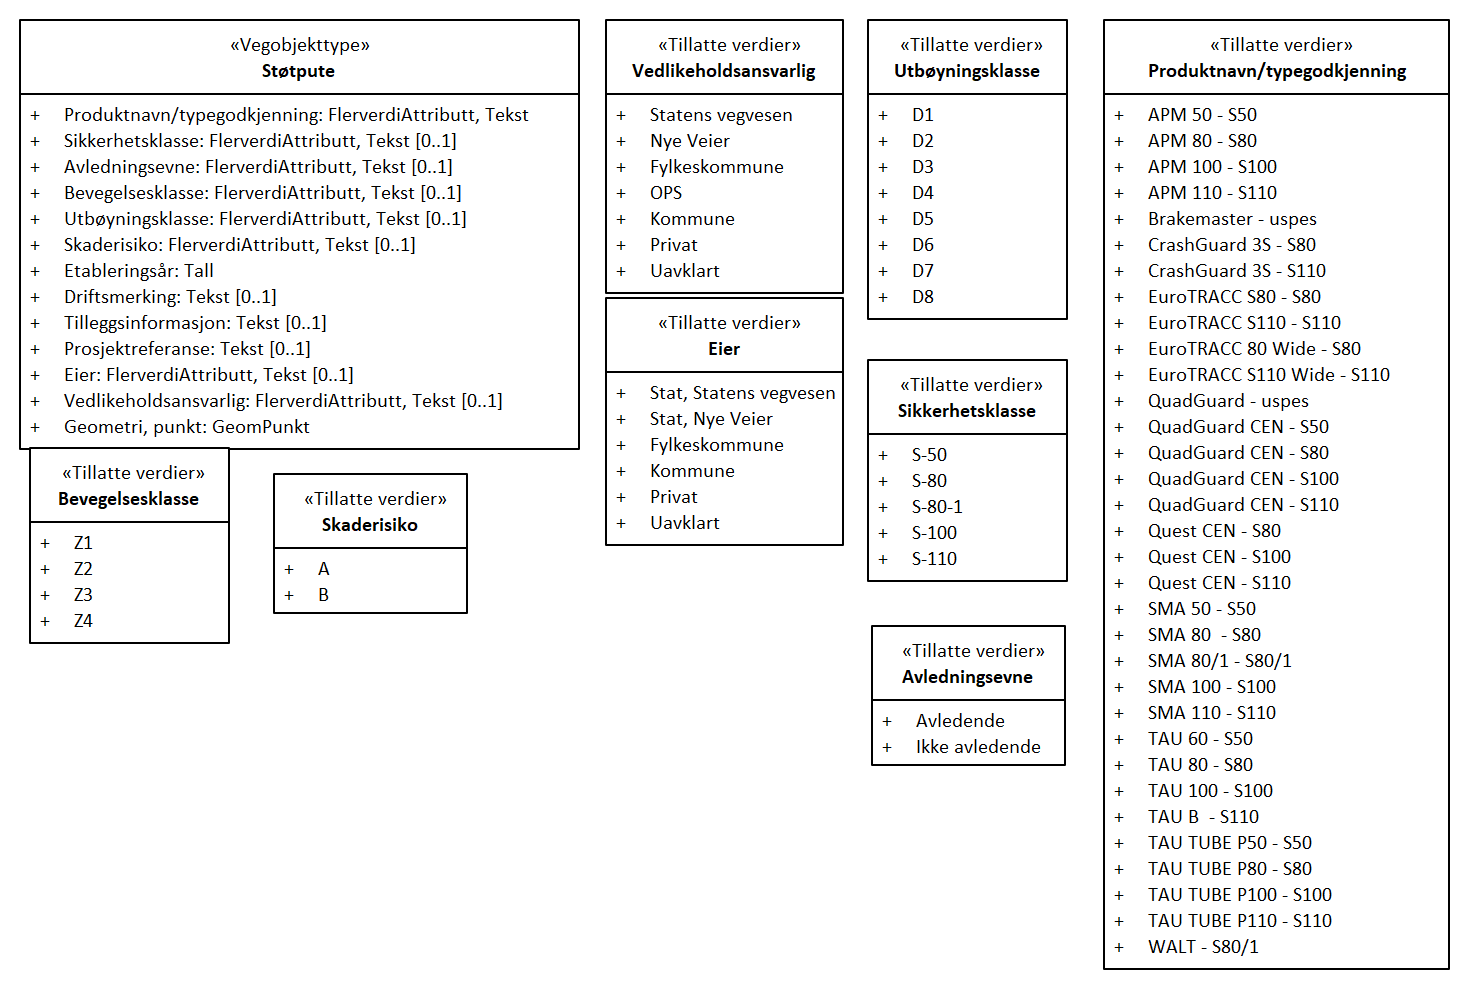 «Vegobjekttype»
Støtpute
+ Produktnavn/typegodkjenning: FlerverdiAttributt, Tekst
+ Sikkerhetsklasse: FlerverdiAttributt, Tekst [0..1]
+ Avledningsevne: FlerverdiAttributt, Tekst [0..1]
+ Bevegelsesklasse: FlerverdiAttributt, Tekst [0..1]
+ Utbøyningsklasse: FlerverdiAttributt, Tekst [0..1]
+ Skaderisiko: FlerverdiAttributt, Tekst [0..1]
+ Etableringsår: Tall
+ Driftsmerking: Tekst [0..1]
+ Tilleggsinformasjon: Tekst [0..1]
+ Prosjektreferanse: Tekst [0..1]
+ Eier: FlerverdiAttributt, Tekst [0..1]
+ Vedlikeholdsansvarlig: FlerverdiAttributt, Tekst [0..1]
+ Geometri, punkt: GeomPunkt
«Tillatte verdier»
Bevegelsesklasse
+ Z1
+ Z2
+ Z3
+ Z4
«Tillatte verdier»
Skaderisiko
+ A
+ B
«Tillatte verdier»
Vedlikeholdsansvarlig
+ Statens vegvesen
+ Nye Veier
+ Fylkeskommune
+ OPS
+ Kommune
+ Privat
+ Uavklart
«Tillatte verdier»
Eier
+ Stat, Statens vegvesen
+ Stat, Nye Veier
+ Fylkeskommune
+ Kommune
+ Privat
+ Uavklart
«Tillatte verdier»
Utbøyningsklasse
+ D1
+ D2
+ D3
+ D4
+ D5
+ D6
+ D7
+ D8
«Tillatte verdier»
Sikkerhetsklasse
+ S-50
+ S-80
+ S-80-1
+ S-100
+ S-110
«Tillatte verdier»
Avledningsevne
+ Avledende
+ Ikke avledende
«Tillatte verdier»
Produktnavn/typegodkjenning
+ APM 50 - S50
+ APM 80 - S80
+ APM 100 - S100
+ APM 110 - S110
+ Brakemaster - uspes
+ CrashGuard 3S - S80
+ CrashGuard 3S - S110
+ EuroTRACC S80 - S80
+ EuroTRACC S110 - S110
+ EuroTRACC 80 Wide - S80
+ EuroTRACC S110 Wide - S110
+ QuadGuard - uspes
+ QuadGuard CEN - S50
+ QuadGuard CEN - S80
+ QuadGuard CEN - S100
+ QuadGuard CEN - S110
+ Quest CEN - S80
+ Quest CEN - S100
+ Quest CEN - S110
+ SMA 50 - S50
+ SMA 80  - S80
+ SMA 80/1 - S80/1
+ SMA 100 - S100
+ SMA 110 - S110
+ TAU 60 - S50
+ TAU 80 - S80
+ TAU 100 - S100
+ TAU B  - S110
+ TAU TUBE P50 - S50
+ TAU TUBE P80 - S80
+ TAU TUBE P100 - S100
+ TAU TUBE P110 - S110
+ WALT - S80/1